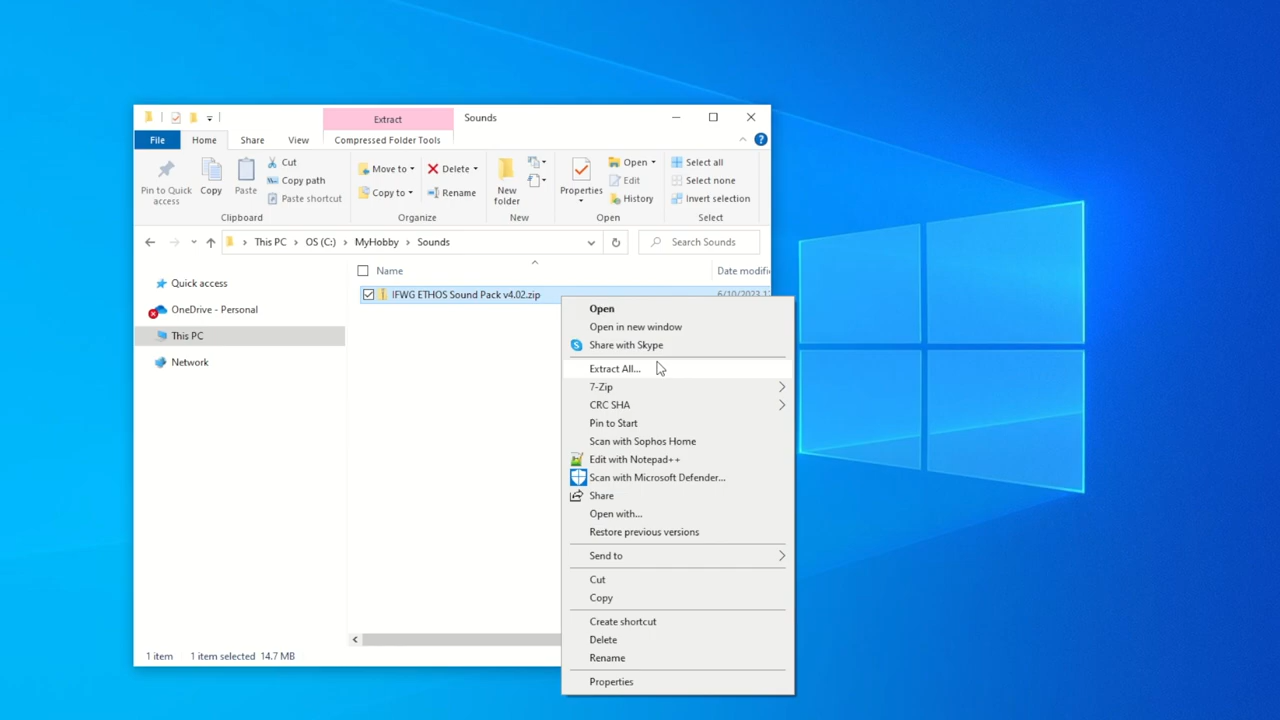 Extract
Sounds
File
Home
Share
View
Compressed Folder Tools
Pin to Quick access
Copy
Paste
Cut
Copy path
Paste shortcut
Clipboard
Move to
Copy to
Delete
Rename
Organize
New folder
New
Properties
Open
Edit
History
Open
Select all
Select none
Invert selection
Select
This PC > OS (C:) > MyHobby > Sounds
Search Sounds
Quick access
OneDrive - Personal
This PC
Network
Name
Date modifi
IFWG ETHOS Sound Pack v4.02.zip
Open
Open in new window
Share with Skype
Extract All...
7-Zip
CRC SHA
Pin to Start
Scan with Sophos Home
Edit with Notepad++
Scan with Microsoft Defender...
Share
Open with...
Restore previous versions
Send to
Cut
Copy
Create shortcut
Delete
Rename
Properties
1 item
1 item selected 14.7 MB